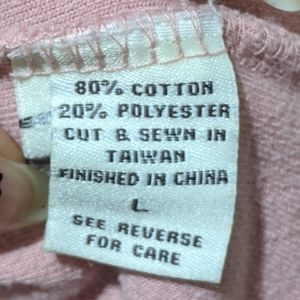 80% COTTON
20% POLYESTER
CUT & SEWN IN
TAIWAN
FINISHED IN CHINA
L
SEE REVERSE
FOR CARE